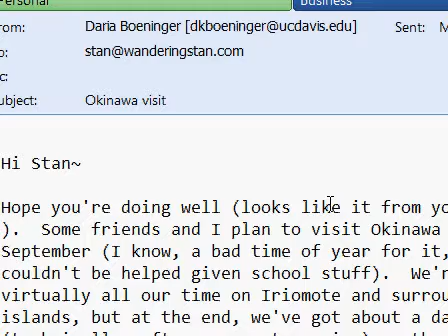 Personal Business
From: Daria Boeninger [dkboeninger@ucdavis.edu] Sent:
To: stan@wanderingstan.com
Cc:
Subject: Okinawa visit
Hi Stan~
Hope you're doing well (looks like it from yo
). Some friends and I plan to visit Okinawa
September (I know, a bad time of year for it,
couldn't be helped given school stuff). We'r
virtually all our time on Iriomote and surrou
islands, but at the end, we've got about a da